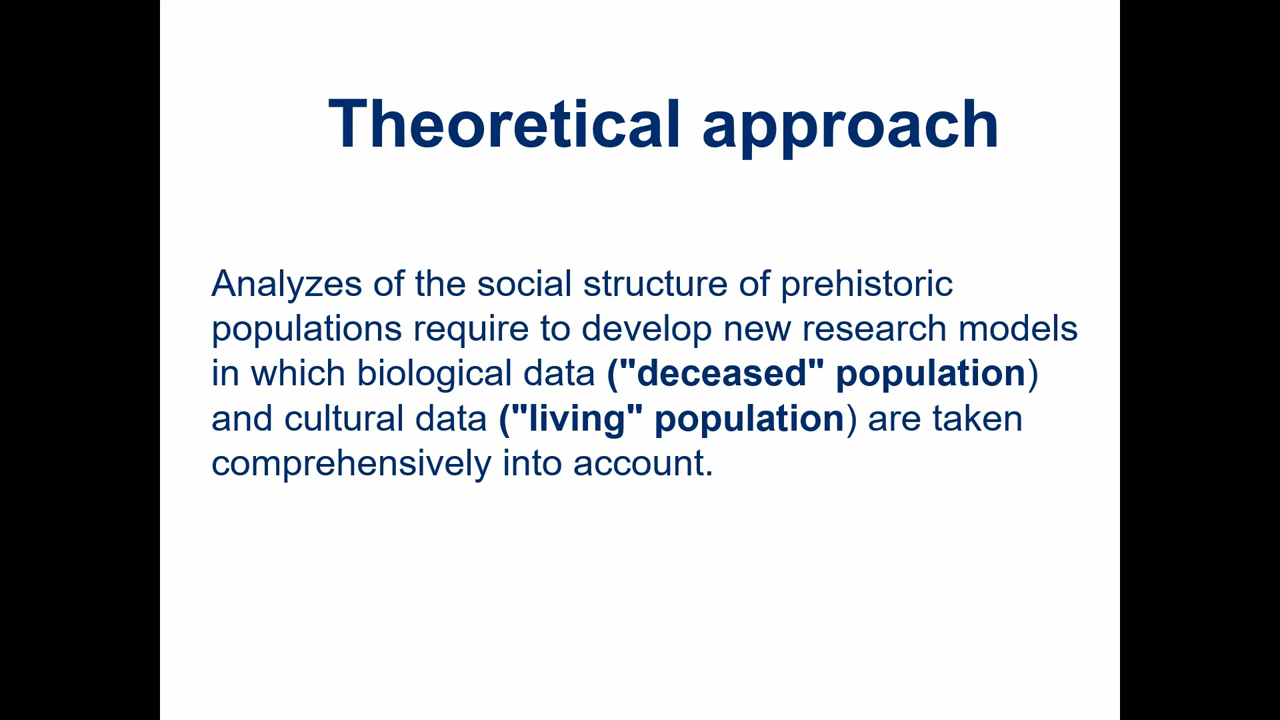 Theoretical approach
Analyzes of the social structure of prehistoric
populations require to develop new research models
in which biological data ("deceased" population)
and cultural data ("living" population) are taken
comprehensively into account.